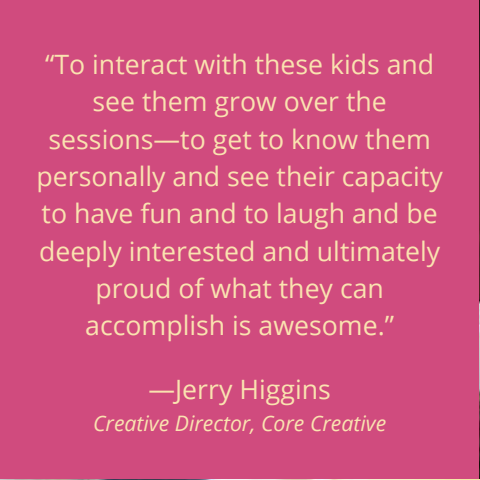 “To interact with these kids and
see them grow over the
sessions—to get to know them
personally and see their capacity
to have fun and to laugh and be
deeply interested and ultimately
proud of what they can
accomplish is awesome.”
—Jerry Higgins
Creative Director, Core Creative